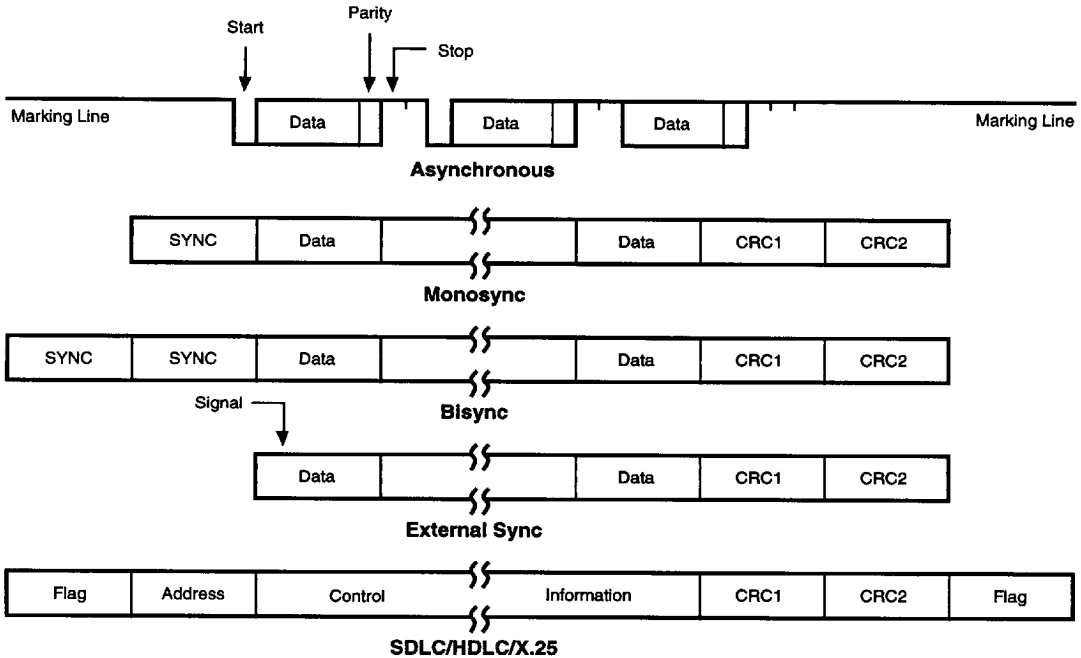 Start
Parity
Stop
Marking Line
Data
Data
Data
Marking Line
Asynchronous
SYNC Data Data CRC1 CRC2
Monosync
SYNC SYNC Data Data CRC1 CRC2
Bisync
Signal
Data Data CRC1 CRC2
External Sync
Flag Address Control Information CRC1 CRC2 Flag
SDLC/HDLC/X.25